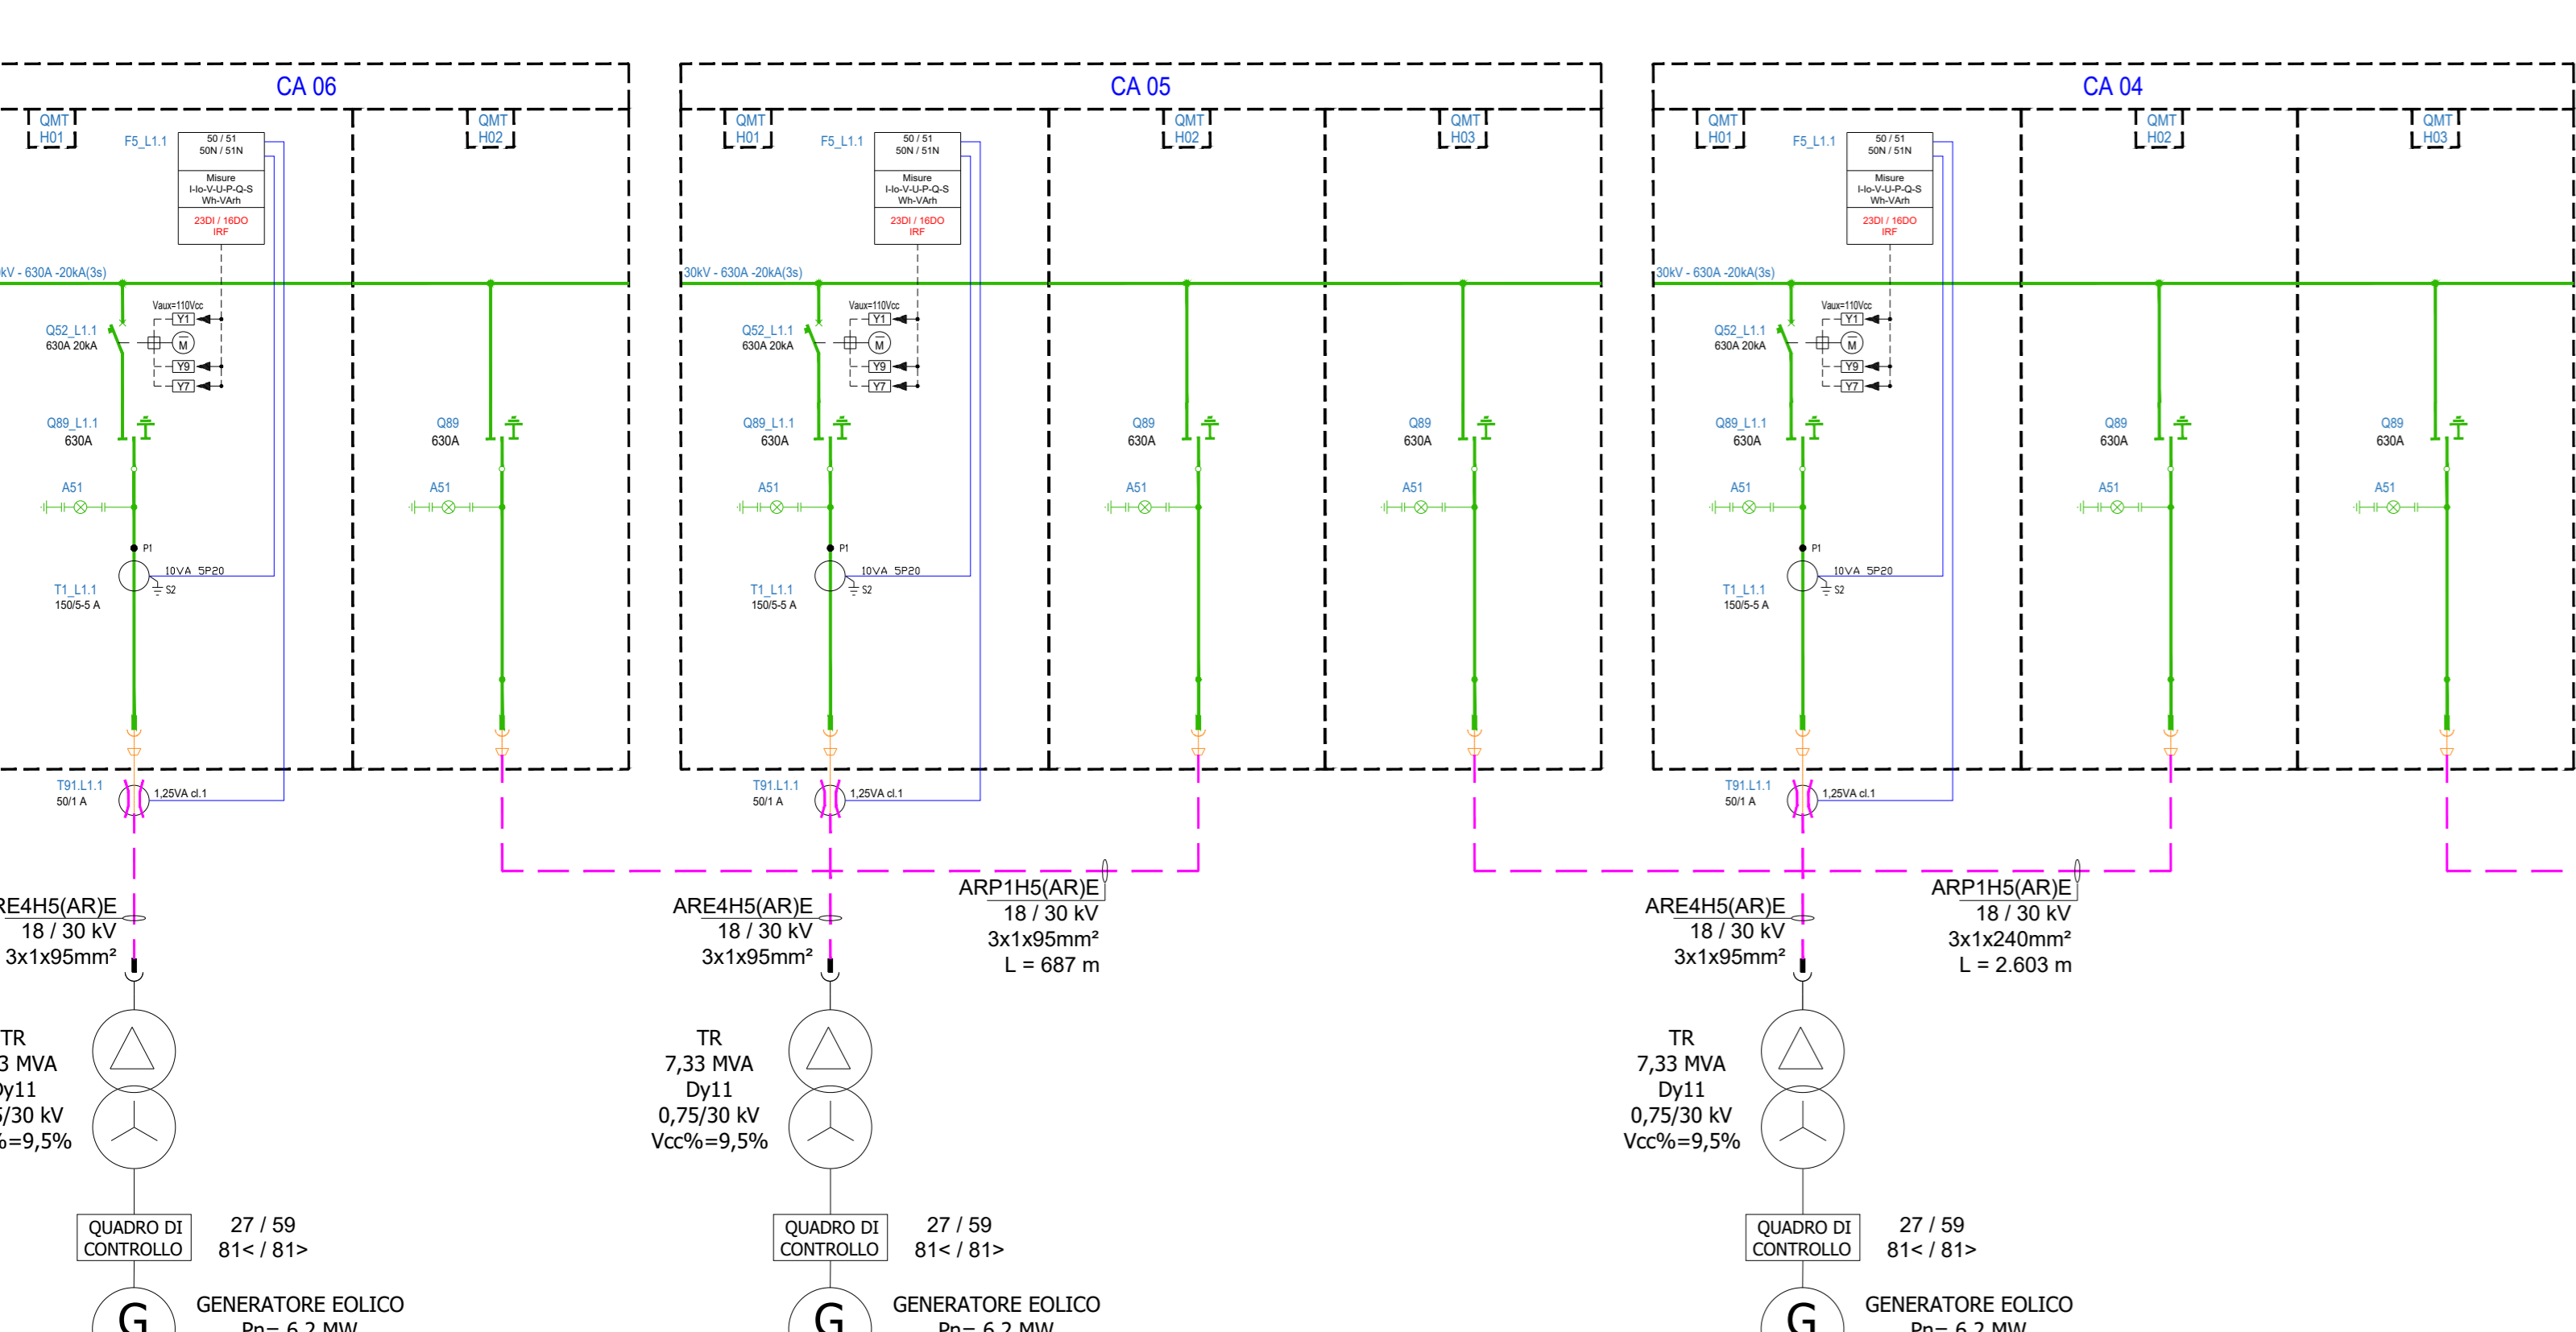 CA 06
QMT
H01
F5_L1.1
50 / 51
50N / 51N
Misure
I-Io-V-U-P-Q-S
Wh-VArh
23DI / 16DO
IRF
QMT
H02
kV - 630A -20kA(3s)
Vaux=110Vcc
Y1
Q52_L1.1
630A 20kA
M
Y9
Y7
Q89_L1.1
630A
Q89
630A
A51
A51
P1
10VA 5P20
S2
T1_L1.1
150/5-5 A
T91.L1.1
50/1 A
1,25VA cl.1
RE4H5(AR)E
18 / 30 kV
3x1x95mm²
TR
3 MVA
Dy11
5/30 kV
%=9,5%
QUADRO DI
CONTROLLO
27 / 59
81< / 81>
G
GENERATORE EOLICO
Pn= 6,2 MW
CA 05
QMT
H01
F5_L1.1
50 / 51
50N / 51N
Misure
I-Io-V-U-P-Q-S
Wh-VArh
23DI / 16DO
IRF
QMT
H02
QMT
H03
30kV - 630A -20kA(3s)
Vaux=110Vcc
Y1
Q52_L1.1
630A 20kA
M
Y9
Y7
Q89_L1.1
630A
Q89
630A
Q89
630A
A51
A51
A51
P1
10VA 5P20
S2
T1_L1.1
150/5-5 A
T91.L1.1
50/1 A
1,25VA cl.1
ARE4H5(AR)E
18 / 30 kV
3x1x95mm²
ARP1H5(AR)E
18 / 30 kV
3x1x95mm²
L = 687 m
TR
7,33 MVA
Dy11
0,75/30 kV
Vcc%=9,5%
QUADRO DI
CONTROLLO
27 / 59
81< / 81>
G
GENERATORE EOLICO
Pn= 6,2 MW
CA 04
QMT
H01
F5_L1.1
50 / 51
50N / 51N
Misure
I-Io-V-U-P-Q-S
Wh-VArh
23DI / 16DO
IRF
QMT
H02
QMT
H03
30kV - 630A -20kA(3s)
Vaux=110Vcc
Y1
Q52_L1.1
630A 20kA
M
Y9
Y7
Q89_L1.1
630A
Q89
630A
Q89
630A
A51
A51
A51
P1
10VA 5P20
S2
T1_L1.1
150/5-5 A
T91.L1.1
50/1 A
1,25VA cl.1
ARE4H5(AR)E
18 / 30 kV
3x1x95mm²
ARP1H5(AR)E
18 / 30 kV
3x1x240mm²
L = 2.603 m
TR
7,33 MVA
Dy11
0,75/30 kV
Vcc%=9,5%
QUADRO DI
CONTROLLO
27 / 59
81< / 81>
G
GENERATORE EOLICO
Pn= 6,2 MW